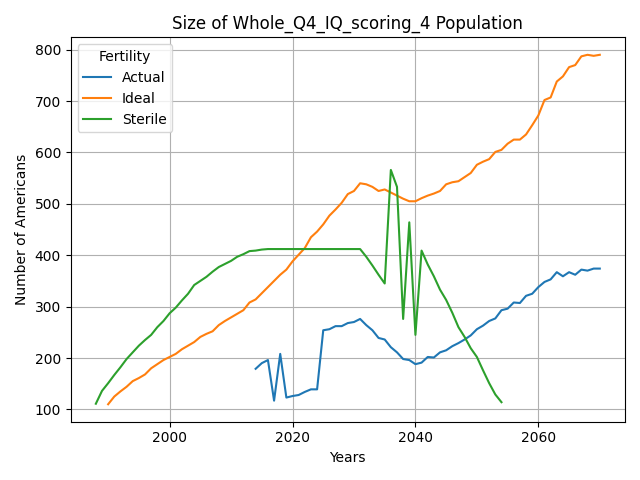 Size of Whole_Q4_IQ_scoring_4 Population
Fertility
Actual
Ideal
Sterile
Number of Americans
800
700
600
500
400
300
200
100
2000
2020
2040
2060
Years